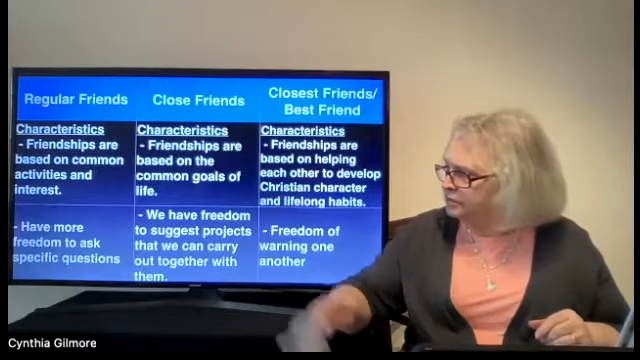 Regular Friends
Close Friends
Closest Friends/
Best Friend
Characteristics
- Friendships are
based on common
activities and
interest.
Characteristics
- Friendships are
based on the
common goals of
life.
Characteristics
- Friendships are
based on helping
each other to develop
Christian character
and lifelong habits.
- Have more
freedom to ask
specific questions
- We have freedom
to suggest projects
that we can carry
out together with
them.
- Freedom of
warning one
another
Cynthia Gilmore